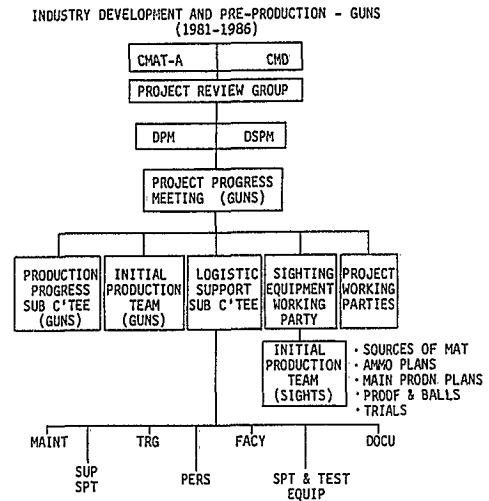 INDUSTRY DEVELOPMENT AND PRE-PRODUCTION - GUNS
(1981-1986)
CMAT-A
CMD
PROJECT REVIEW GROUP
DPM
DSPM
PROJECT PROGRESS
MEETING (GUNS)
PRODUCTION
PROGRESS
SUB C'TEE
(GUNS)
INITIAL
PRODUCTION
TEAM
(GUNS)
LOGISTIC
SUPPORT
SUB C'TEE
SIGHTING
EQUIPMENT
WORKING
PARTY
PROJECT
WORKING
PARTIES
INITIAL
PRODUCTION
TEAM
(SIGHTS)
· SOURCES OF MAT
· AMMO PLANS
· MAIN PRODN. PLANS
· PROOF & BALLS
· TRIALS
MAINT
TRG
FACY
DOCU
SUP
SPT
PERS
SPT & TEST
EQUIP